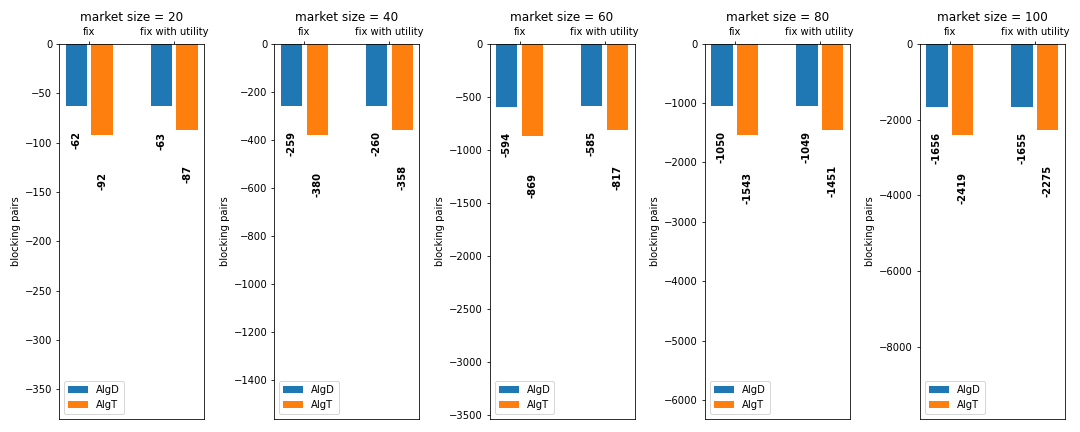 market size = 20
fix
fix with utility
0
−50
−100
−150
−200
−250
−300
−350
blocking pairs
-62
-92
-63
-87
AlgD
AlgT
market size = 40
fix
fix with utility
0
−200
−400
−600
−800
−1000
−1200
−1400
blocking pairs
-259
-380
-260
-358
AlgD
AlgT
market size = 60
fix
fix with utility
0
−500
−1000
−1500
−2000
−2500
−3000
−3500
blocking pairs
-594
-869
-585
-817
AlgD
AlgT
market size = 80
fix
fix with utility
0
−1000
−2000
−3000
−4000
−5000
−6000
blocking pairs
-1050
-1543
-1049
-1451
AlgD
AlgT
market size = 100
fix
fix with utility
0
−2000
−4000
−6000
−8000
blocking pairs
-1656
-2419
-1655
-2275
AlgD
AlgT